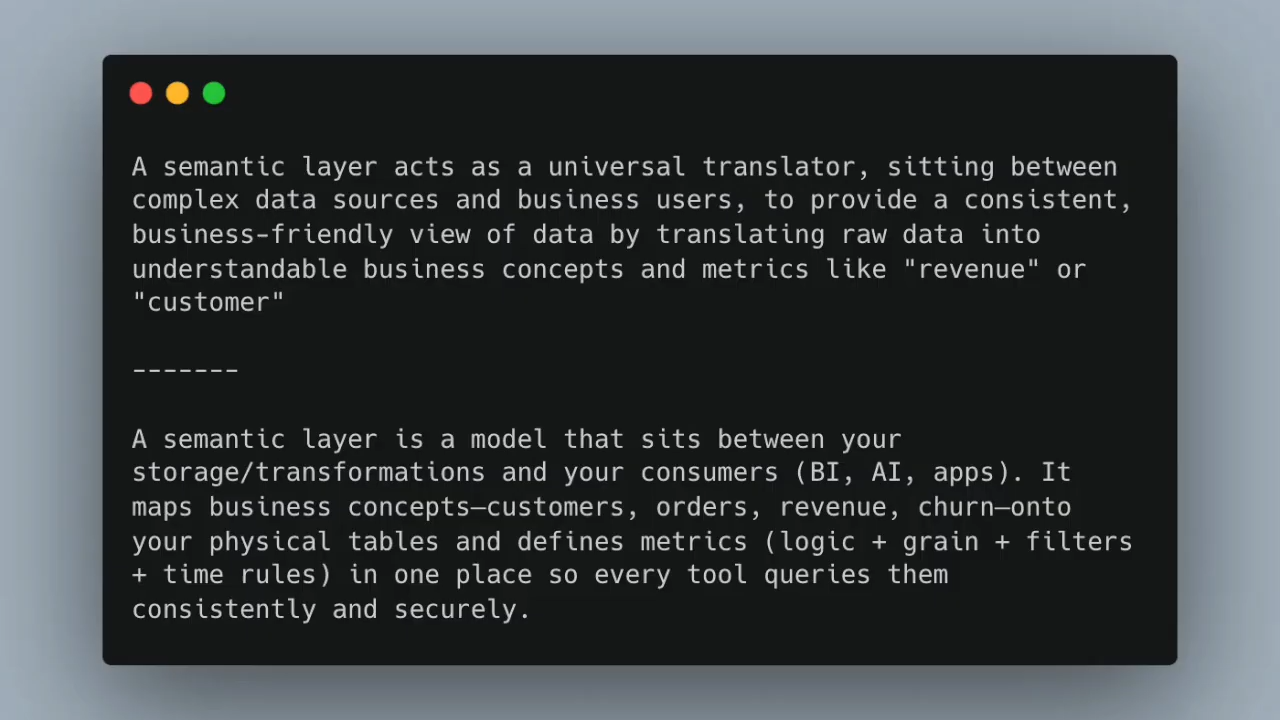 A semantic layer acts as a universal translator, sitting between
complex data sources and business users, to provide a consistent,
business-friendly view of data by translating raw data into
understandable business concepts and metrics like "revenue" or
"customer"
-------
A semantic layer is a model that sits between your
storage/transformations and your consumers (BI, AI, apps). It
maps business concepts—customers, orders, revenue, churn—onto
your physical tables and defines metrics (logic + grain + filters
+ time rules) in one place so every tool queries them
consistently and securely.